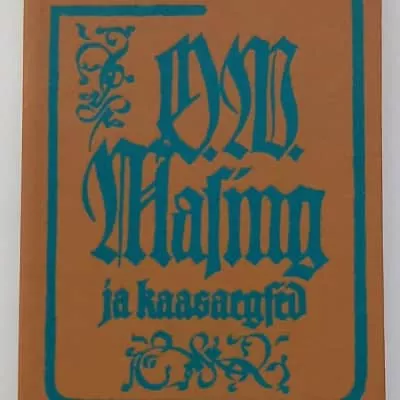 O.W.
Masing
ja kaasaegsed